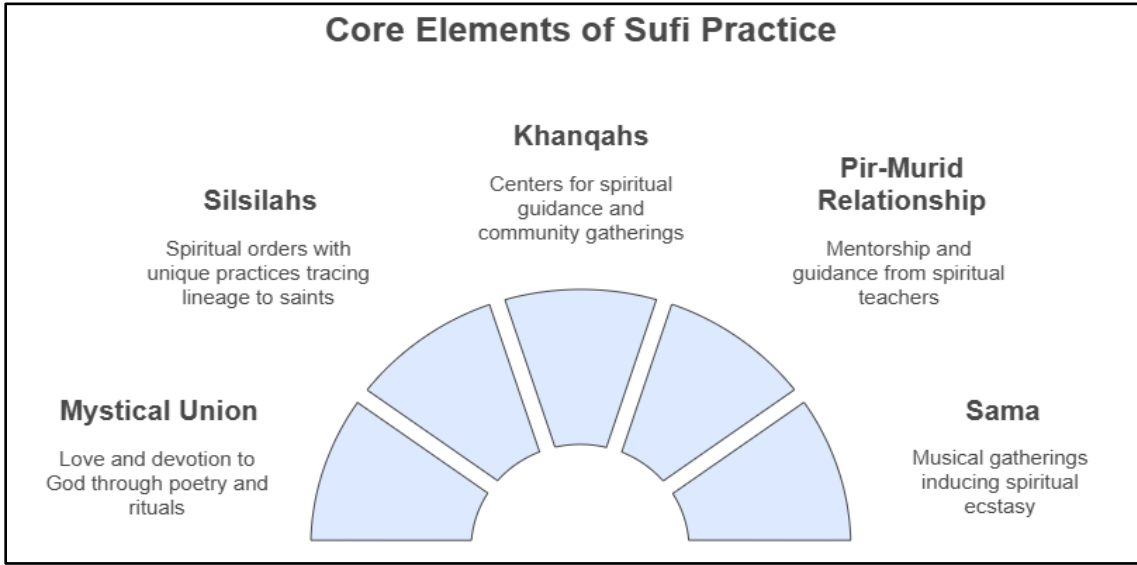 Core Elements of Sufi Practice
Khanqahs
Centers for spiritual
guidance and
community gatherings
Pir-Murid
Relationship
Mentorship and
guidance from spiritual
teachers
Silsilahs
Spiritual orders with
unique practices tracing
lineage to saints
Mystical Union
Love and devotion to
God through poetry and
rituals
Sama
Musical gatherings
inducing spiritual
ecstasy